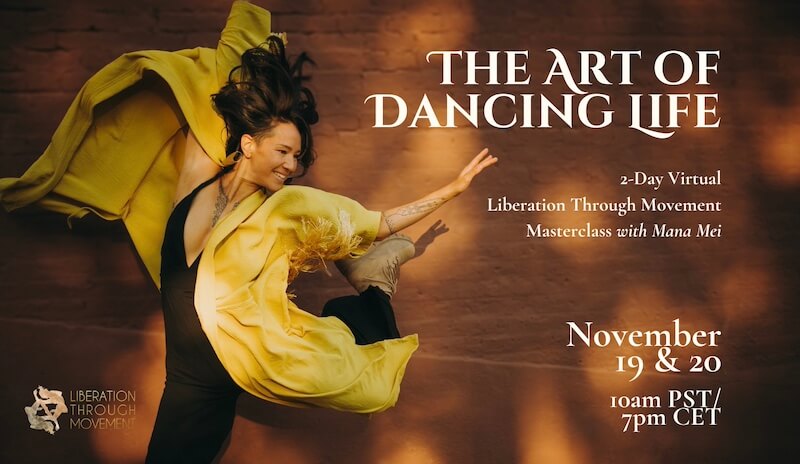 The Art of
Dancing Life
2-Day Virtual
Liberation Through Movement
Masterclass with Mana Mei
November
19 & 20
10am PST/
7pm CET
LIBERATION
THROUGH
MOVEMENT